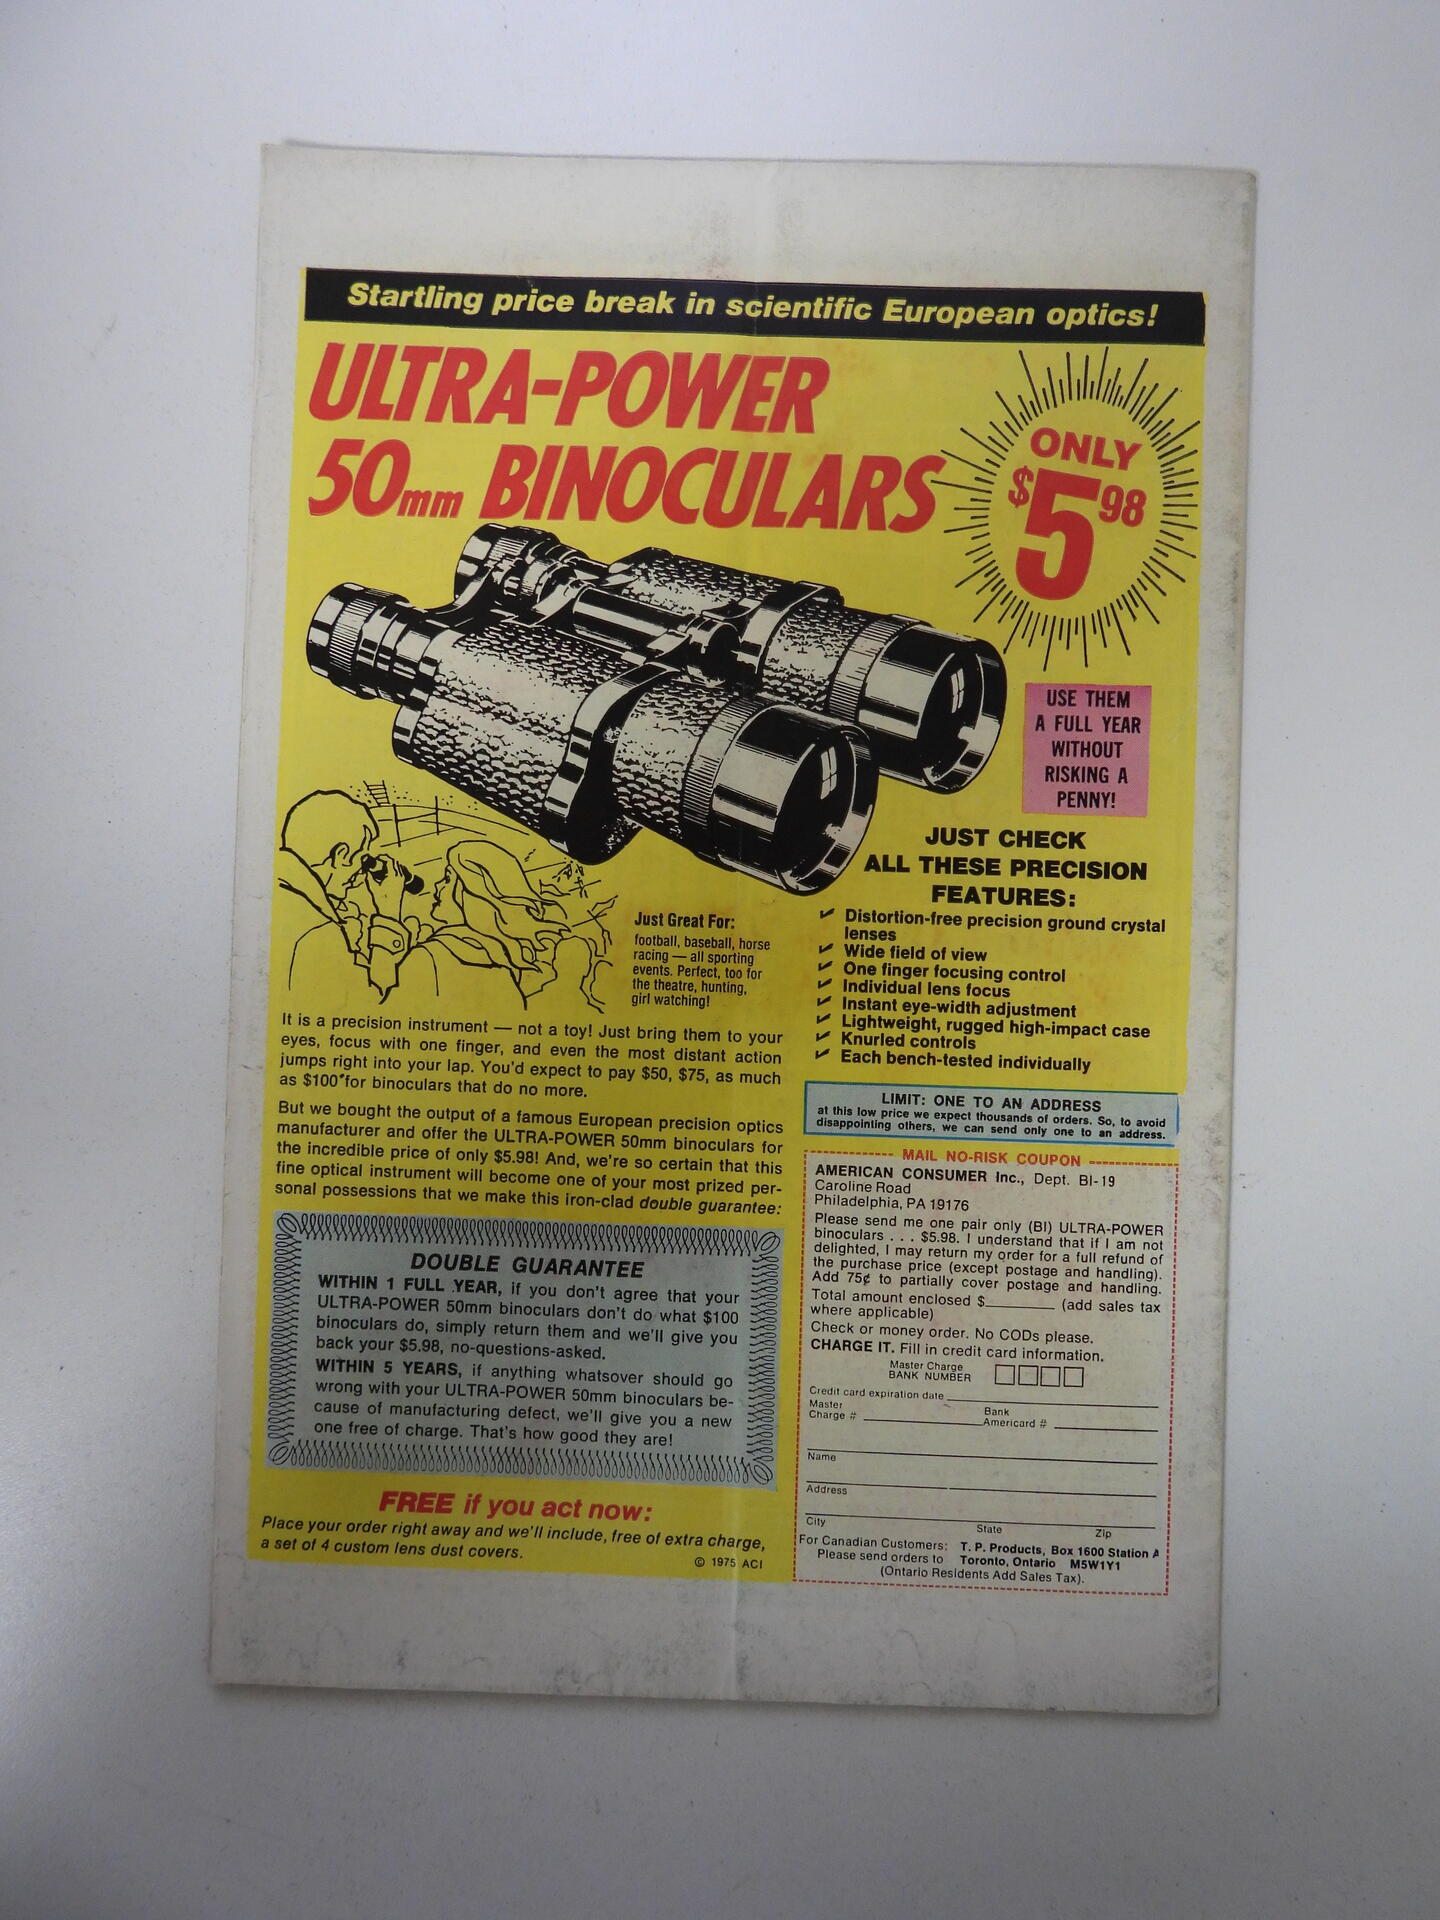 Startling price break in scientific European optics!
ULTRA-POWER
50mm BINOCULARS
ONLY
$5.98
USE THEM
A FULL YEAR
WITHOUT
RISKING A
PENNY!
JUST CHECK
ALL THESE PRECISION
FEATURES:
Distortion-free precision ground crystal
lenses
Wide field of view
One finger focusing control
Individual lens focus
Instant eye-width adjustment
Lightweight, rugged high-impact case
Knurled controls
Each bench-tested individually
Just Great For:
football, baseball, horse
racing — all sporting
events. Perfect, too for
the theatre, hunting,
girl watching!
It is a precision instrument — not a toy! Just bring them to your
eyes, focus with one finger, and even the most distant action
jumps right into your lap. You'd expect to pay $50, $75, as much
as $100 for binoculars that do no more.
But we bought the output of a famous European precision optics
manufacturer and offer the ULTRA-POWER 50mm binoculars for
the incredible price of only $5.98! And, we're so certain that this
fine optical instrument will become one of your most prized per-
sonal possessions that we make this iron-clad double guarantee:
DOUBLE GUARANTEE
WITHIN 1 FULL YEAR, if you don't agree that your
ULTRA-POWER 50mm binoculars don't do what $100
binoculars do, simply return them and we'll give you
back your $5.98, no-questions-asked.
WITHIN 5 YEARS, if anything whatsover should go
wrong with your ULTRA-POWER 50mm binoculars be-
cause of manufacturing defect, we'll give you a new
one free of charge. That's how good they are!
FREE if you act now:
Place your order right away and we'll include, free of extra charge,
a set of 4 custom lens dust covers.
© 1975 ACI
LIMIT: ONE TO AN ADDRESS
at this low price we expect thousands of orders. So, to avoid
disappointing others, we can send only one to an address.
MAIL NO-RISK COUPON
AMERICAN CONSUMER Inc., Dept. BI-19
Caroline Road
Philadelphia, PA 19176
Please send me one pair only (BI) ULTRA-POWER
binoculars . . . $5.98. I understand that if I am not
delighted, I may return my order for a full refund of
the purchase price (except postage and handling).
Add 75¢ to partially cover postage and handling.
Total amount enclosed $________ (add sales tax
where applicable)
Check or money order. No CODs please.
CHARGE IT. Fill in credit card information.
Master Charge
BANK NUMBER
Credit card expiration date
Master
Charge #
Bank
Americard #
Name
Address
City State Zip
For Canadian Customers: T. P. Products, Box 1600 Station A
Please send orders to Toronto, Ontario M5W1Y1
(Ontario Residents Add Sales Tax).